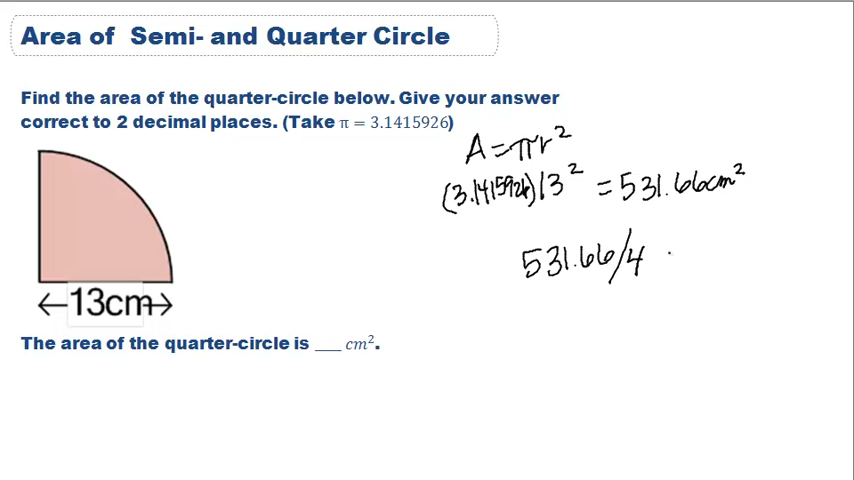 Area of Semi- and Quarter Circle
Find the area of the quarter-circle below. Give your answer
correct to 2 decimal places. (Take π = 3.1415926)
A=πr²
(3.1415926)13² = 531.66cm²
531.66/4
←13cm→
The area of the quarter-circle is ___ cm².